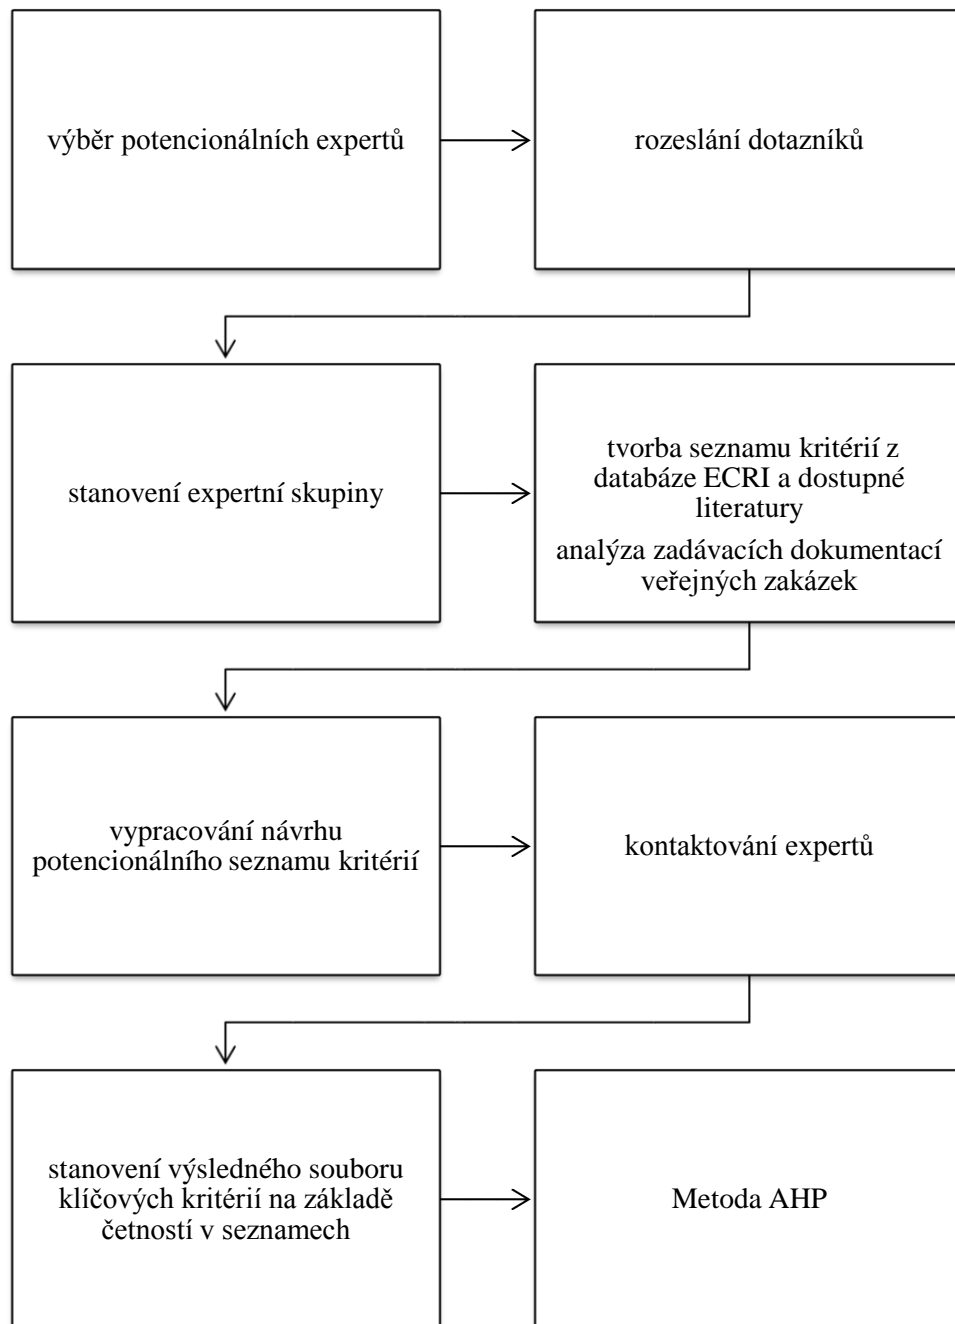 výběr potencionálních expertů
rozeslání dotazníků
stanovení expertní skupiny
tvorba seznamu kritérií z
databáze ECRI a dostupné
literatury
analýza zadávacích dokumentací
veřejných zakázek
vypracování návrhu
potencionálního seznamu kritérií
kontaktování expertů
stanovení výsledného souboru
klíčových kritérií na základě
četností v seznamech
Metoda AHP